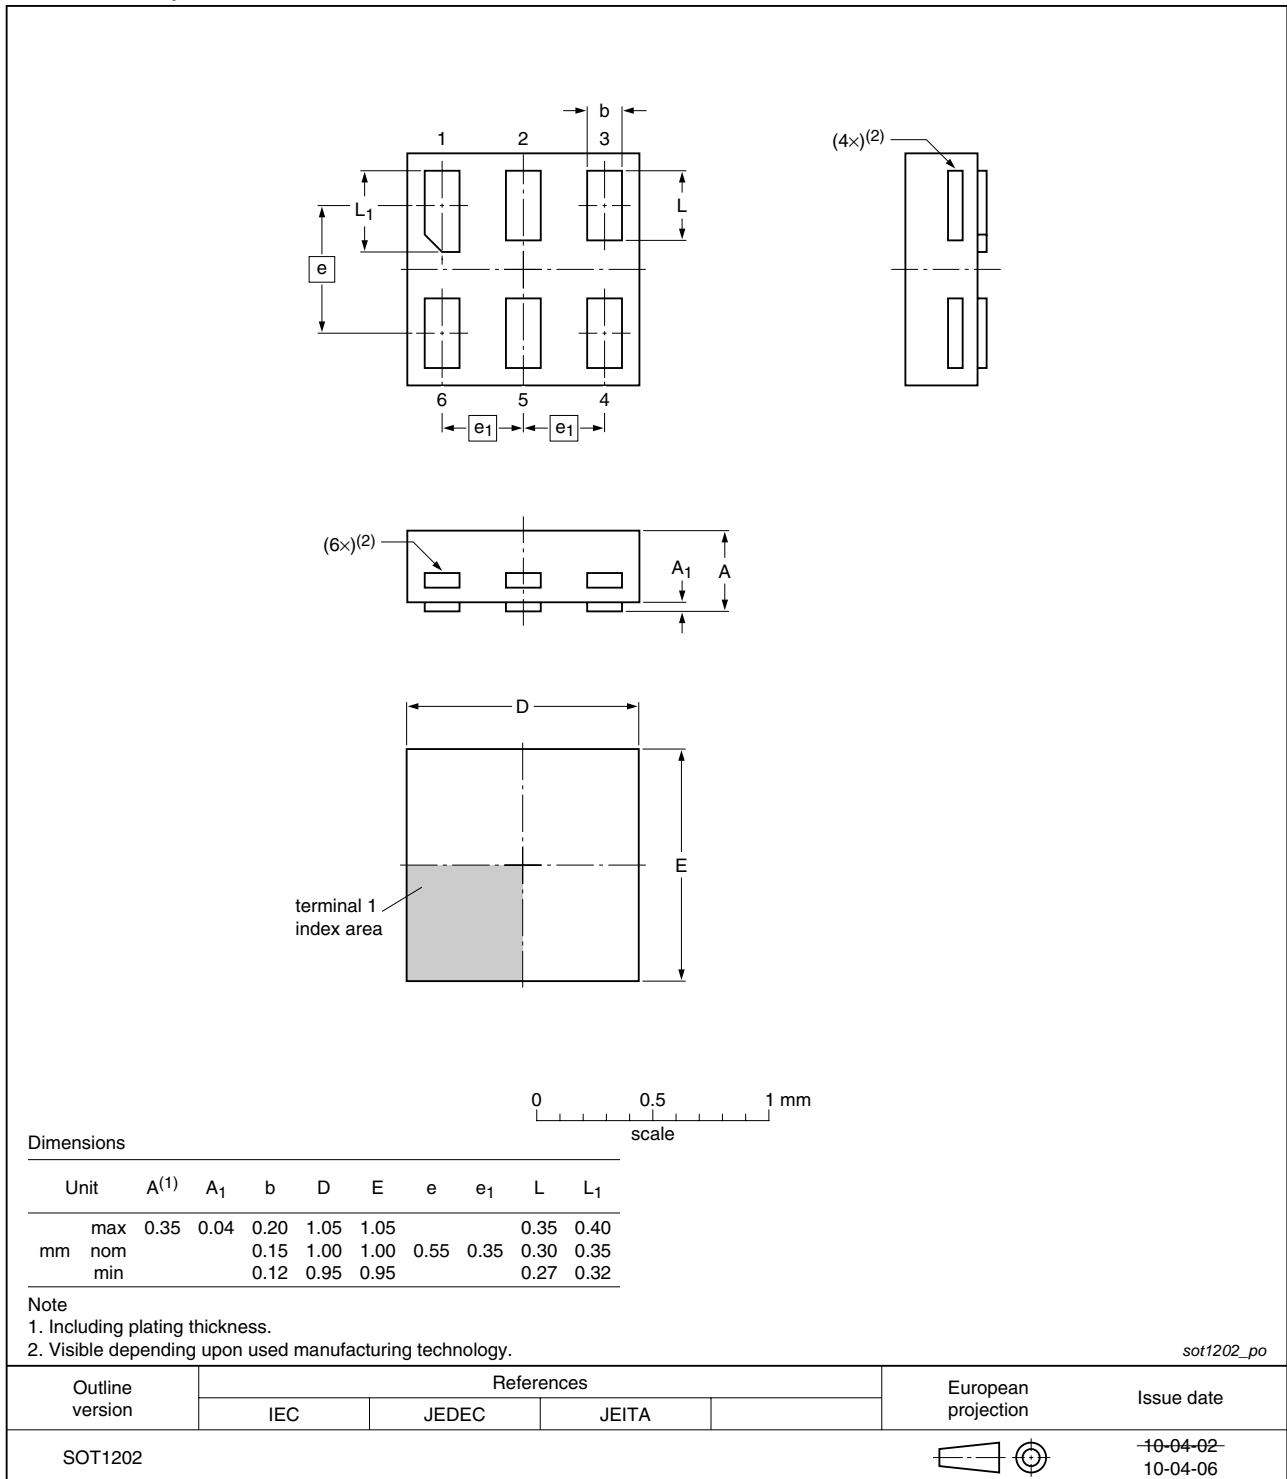 b
1 2 3
(4×)(2)
L1
L
e
6 5 4
e1 e1
(6×)(2)
A1 A
D
E
terminal 1
index area
0 0.5 1 mm
scale
Dimensions
Unit A(1) A1 b D E e e1 L L1
max 0.35 0.04 0.20 1.05 1.05 0.35 0.40
mm nom 0.15 1.00 1.00 0.55 0.35 0.30 0.35
min 0.12 0.95 0.95 0.27 0.32
Note
1. Including plating thickness.
2. Visible depending upon used manufacturing technology.
sot1202_po
Outline
version
References
IEC JEDEC JEITA
European
projection
Issue date
SOT1202
10-04-02
10-04-06